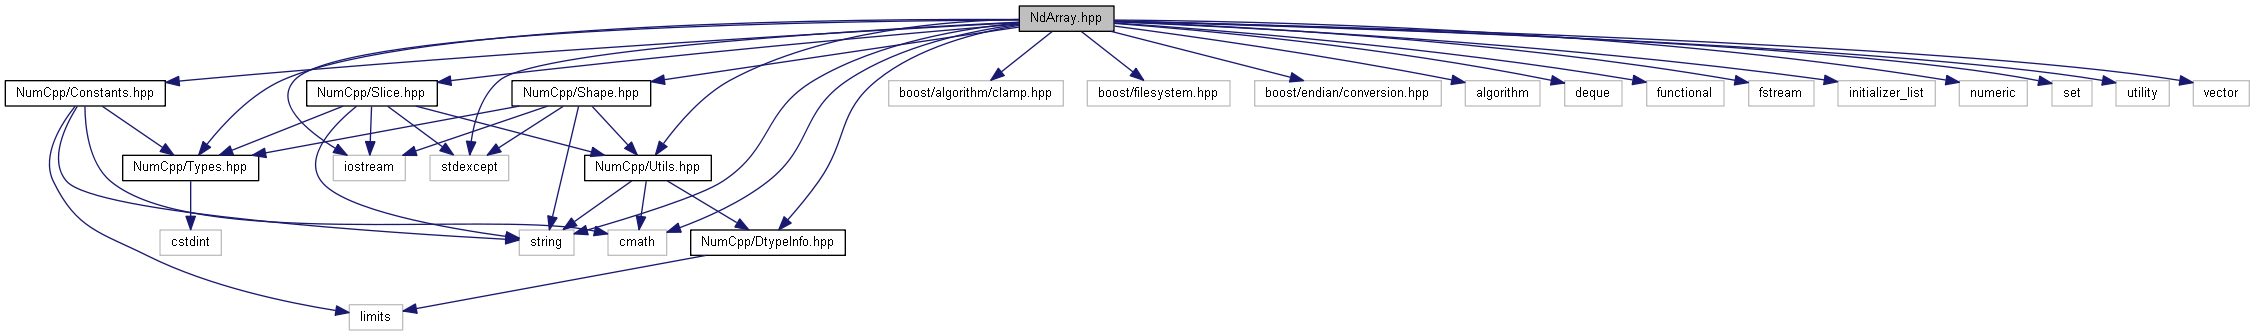 NdArray.hpp
NumCpp/Constants.hpp
NumCpp/Slice.hpp
NumCpp/Shape.hpp
boost/algorithm/clamp.hpp
boost/filesystem.hpp
boost/endian/conversion.hpp
algorithm
deque
functional
fstream
initializer_list
numeric
set
utility
vector
NumCpp/Types.hpp
iostream
stdexcept
NumCpp/Utils.hpp
cstdint
string
cmath
NumCpp/DtypeInfo.hpp
limits